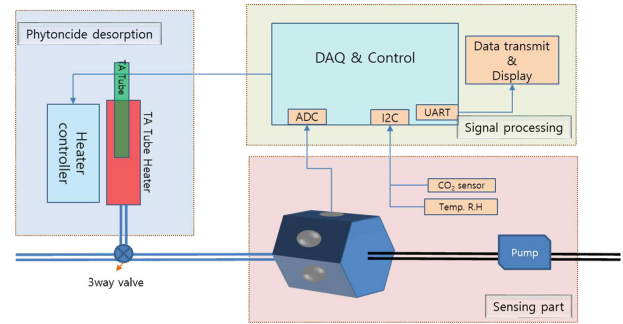 Phytoncide desorption
TA Tube
TA Tube Heater
Heater
controller
3way valve
DAQ & Control
ADC
I2C
UART
Data transmit
&
Display
Signal processing
CO₂ sensor
Temp. R.H
Pump
Sensing part